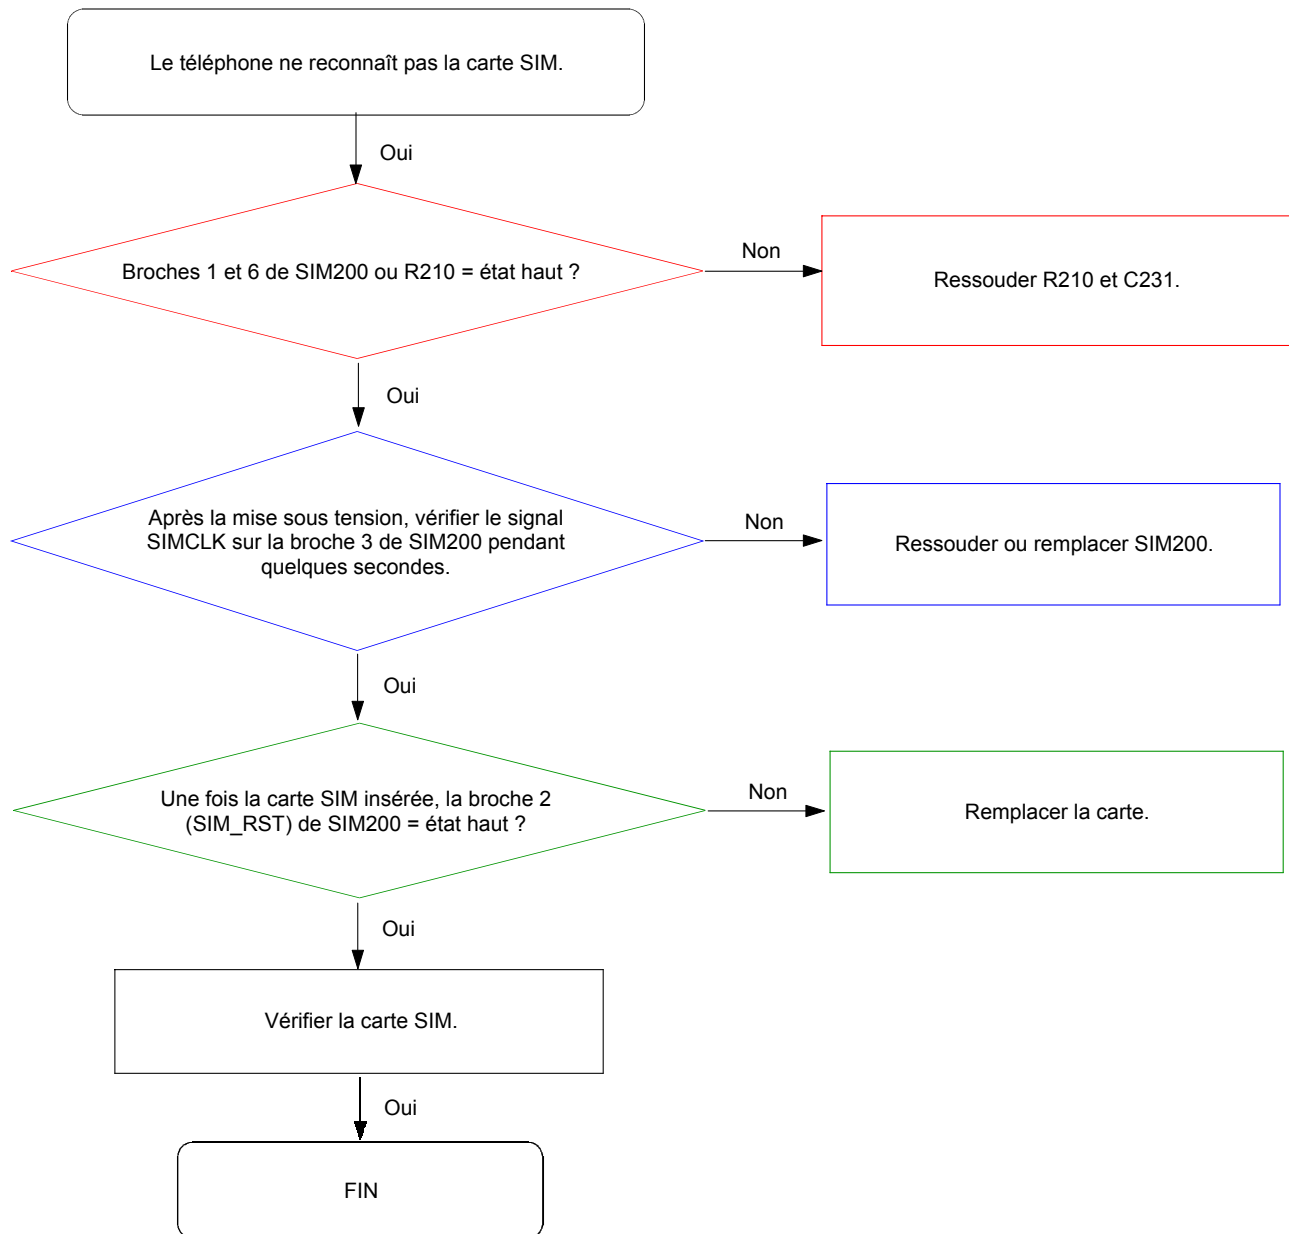 Le téléphone ne reconnaît pas la carte SIM.
Oui
Broches 1 et 6 de SIM200 ou R210 = état haut ?
Non
Ressouder R210 et C231.
Oui
Après la mise sous tension, vérifier le signal
SIMCLK sur la broche 3 de SIM200 pendant
quelques secondes.
Non
Ressouder ou remplacer SIM200.
Oui
Une fois la carte SIM insérée, la broche 2
(SIM_RST) de SIM200 = état haut ?
Non
Remplacer la carte.
Oui
Vérifier la carte SIM.
Oui
FIN